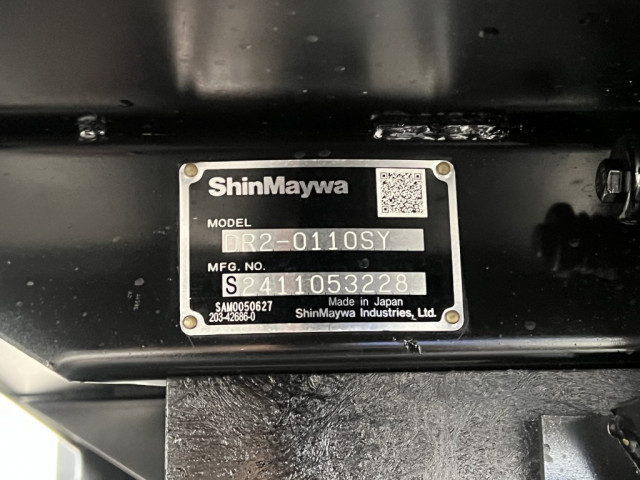 ShinMaywa
MODEL
DR2-0110SY
MFG. NO.
S2411053228
SAM0050627
Made in Japan
203-42686-0
ShinMaywa Industries, Ltd.